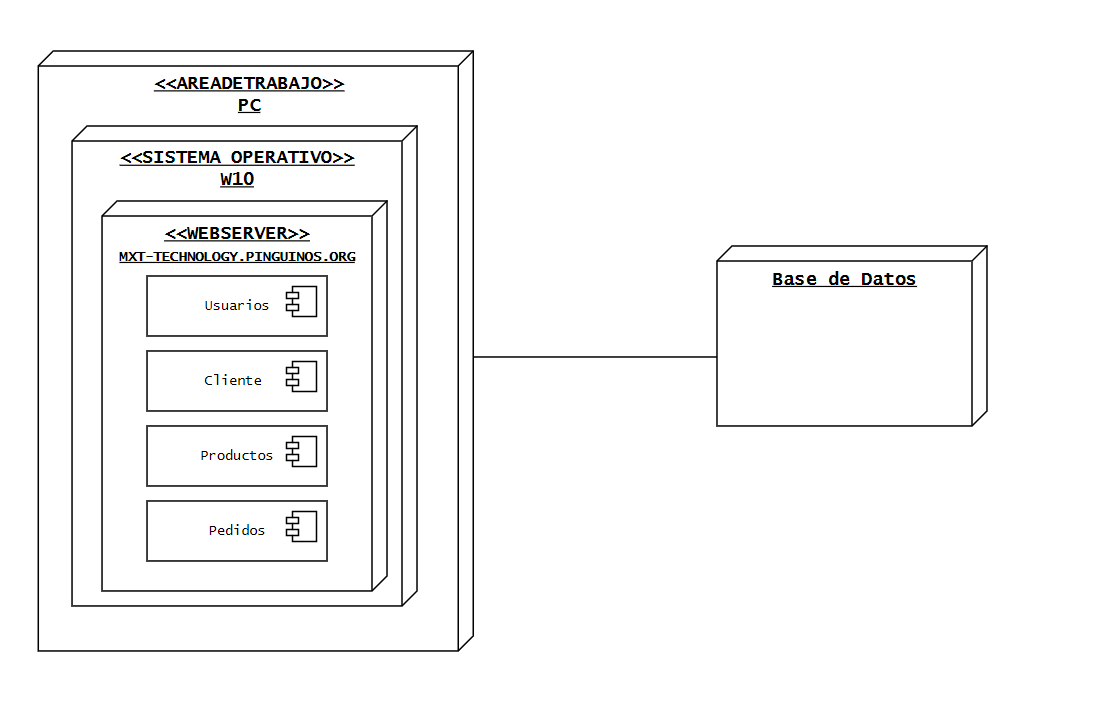 <<AREADETRABAJO>>
PC
<<SISTEMA OPERATIVO>>
W10
<<WEBSERVER>>
MXT-TECHNOLOGY.PINGUINOS.ORG
Usuarios
Cliente
Productos
Pedidos
Base de Datos